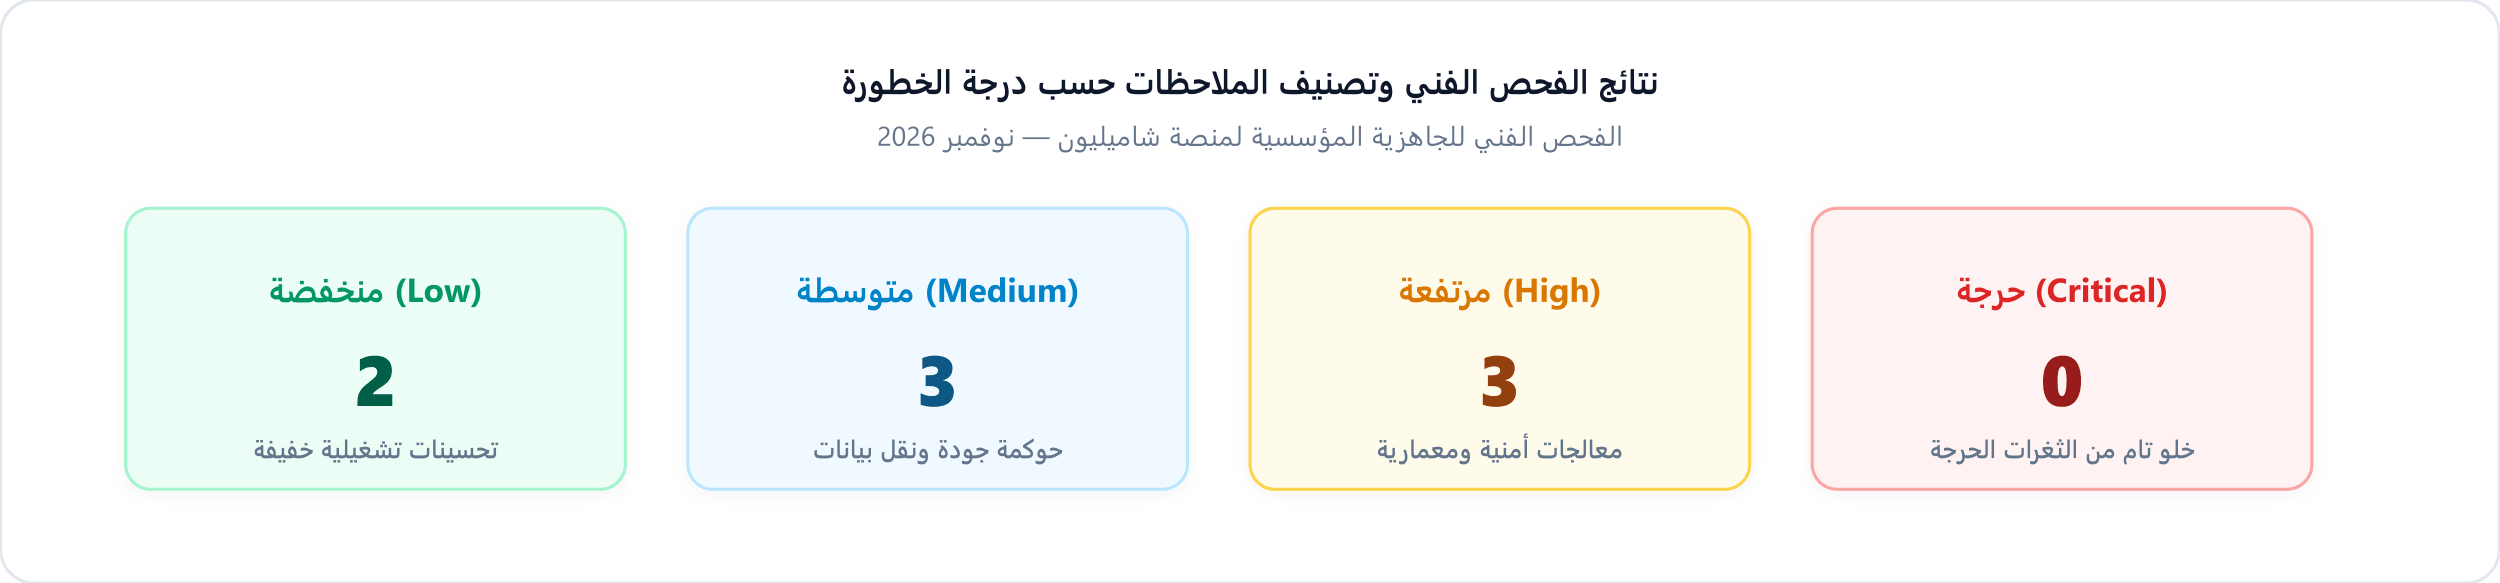 نتائج الفحص الفني وتصنيف الملاحظات حسب درجة الخطورة
الفحص الفني للجاهزية المؤسسية لمنصة شامليبيون — نوفمبر 2026
حرجة (Critical)
0
خلو تام من الثغرات الحرجة
مرتفعة (High)
3
معالجات أمنية ومعمارية
متوسطة (Medium)
3
حوكمة جودة ونقل بيانات
منخفضة (Low)
2
تحسينات تشغيلية خفيفة